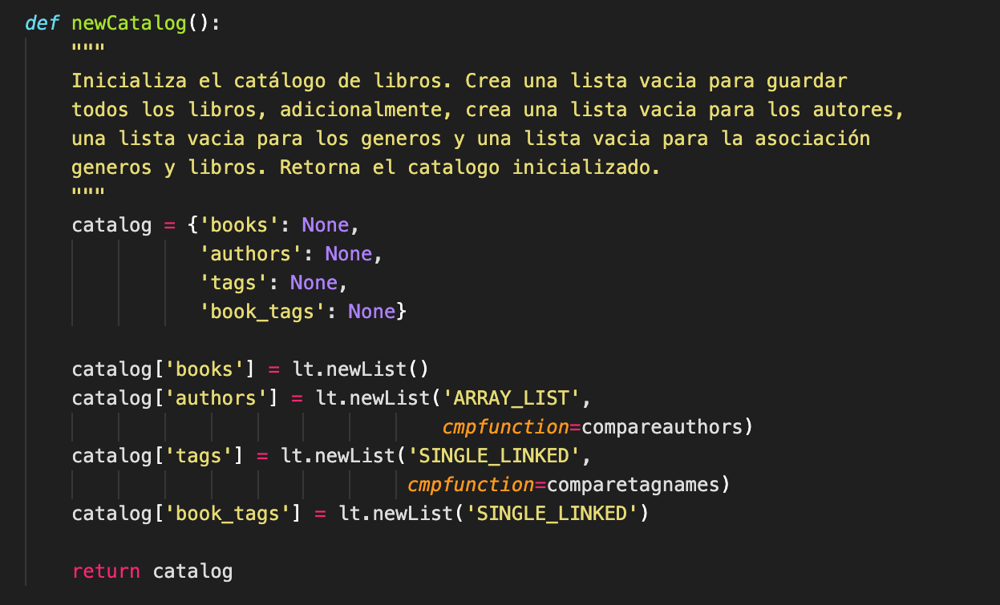 def newCatalog():
"""
Inicializa el catálogo de libros. Crea una lista vacia para guardar
todos los libros, adicionalmente, crea una lista vacia para los autores,
una lista vacia para los generos y una lista vacia para la asociación
generos y libros. Retorna el catalogo inicializado.
"""
catalog = {'books': None,
'authors': None,
'tags': None,
'book_tags': None}
catalog['books'] = lt.newList()
catalog['authors'] = lt.newList('ARRAY_LIST',
cmpfunction=compareauthors)
catalog['tags'] = lt.newList('SINGLE_LINKED',
cmpfunction=comparetagnames)
catalog['book_tags'] = lt.newList('SINGLE_LINKED')
return catalog